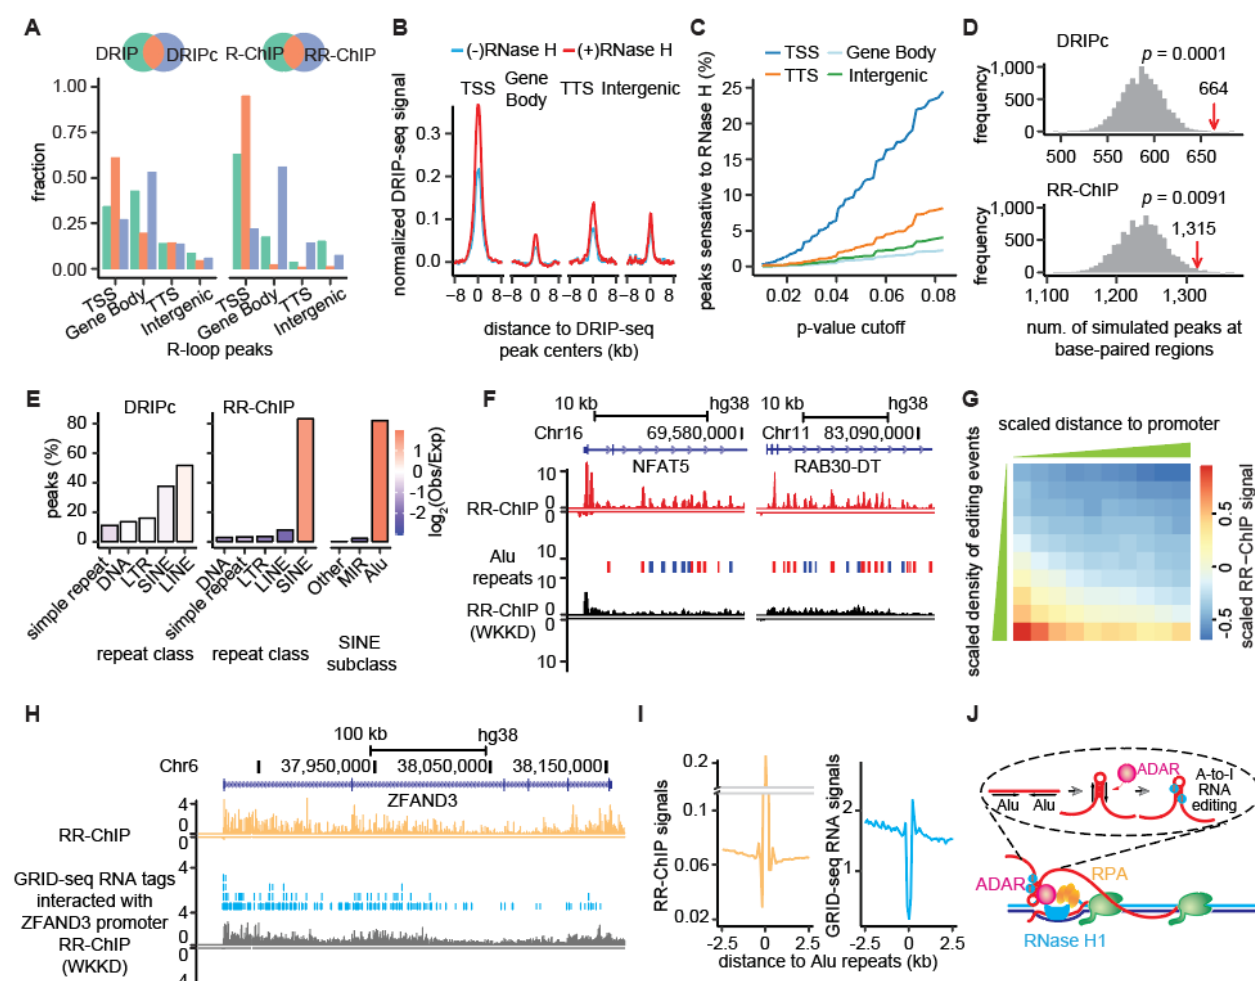 A
DRIP
DRIPc
R-ChIP
RR-ChIP
fraction
1.00
0.75
0.50
0.25
0.00
TSS
Gene Body
TTS
Intergenic
TSS
Gene Body
TTS
Intergenic
R-loop peaks
B
(-)RNase H
(+)RNase H
TSS
Gene
Body
TTS
Intergenic
normalized DRIP-seq signal
0.3
0.2
0.1
0.0
−8 0 8
−8 0 8
−8 0 8
−8 0 8
distance to DRIP-seq
peak centers (kb)
C
TSS
Gene Body
TTS
Intergenic
peaks sensative to RNase H (%)
25
20
15
10
5
0
0.02 0.04 0.06 0.08
p-value cutoff
D
DRIPc
p = 0.0001
664
frequency
1,000
500
0
500 550 600 650
RR-ChIP
p = 0.0091
1,315
frequency
1,000
500
0
1,100 1,200 1,300
num. of simulated peaks at
base-paired regions
E
DRIPc
RR-ChIP
peaks (%)
80
60
40
20
0
simple repeat
DNA
LTR
SINE
LINE
repeat class
DNA
simple repeat
LTR
LINE
SINE
repeat class
Other
MIR
Alu
SINE
subclass
1
0
-1
-2
log2(Obs/Exp)
F
10 kb hg38
Chr16 69,580,000
NFAT5
10 kb hg38
Chr11 83,090,000
RAB30-DT
RR-ChIP
10
0
0
10
Alu
repeats
10
RR-ChIP
(WKKD)
0
0
10
G
scaled distance to promoter
scaled density of editing events
0.5
0
-0.5
scaled RR−ChIP signal
H
100 kb hg38
Chr6 37,950,000 38,050,000 38,150,000
ZFAND3
RR-ChIP
4
0
0
4
GRID-seq RNA tags
interacted with
ZFAND3 promoter
4
RR-ChIP
(WKKD)
0
0
4
I
RR-ChIP signals
0.2
0.1
0.06
0.02
-2.5 0 2.5
GRID-seq RNA signals
2
1
-2.5 0 2.5
distance to Alu repeats (kb)
J
Alu Alu
ADAR
A-to-I
RNA
editing
ADAR
RPA
RNase H1